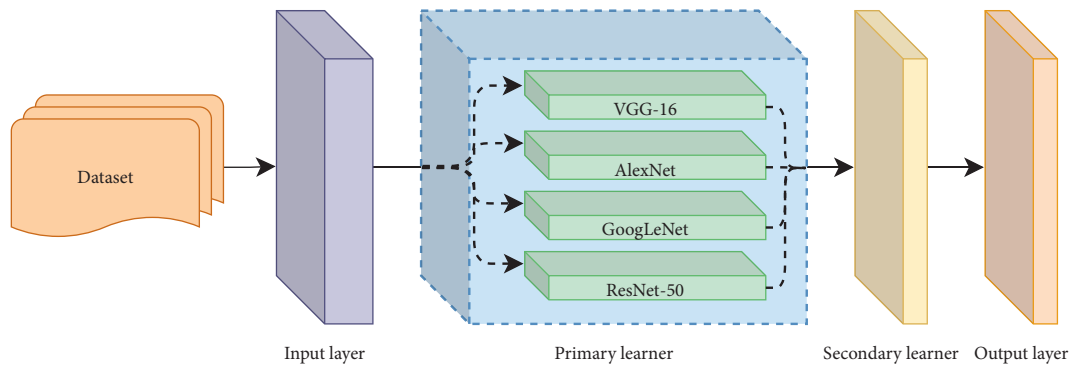 Dataset
VGG-16
AlexNet
GoogLeNet
ResNet-50
Input layer
Primary learner
Secondary learner
Output layer